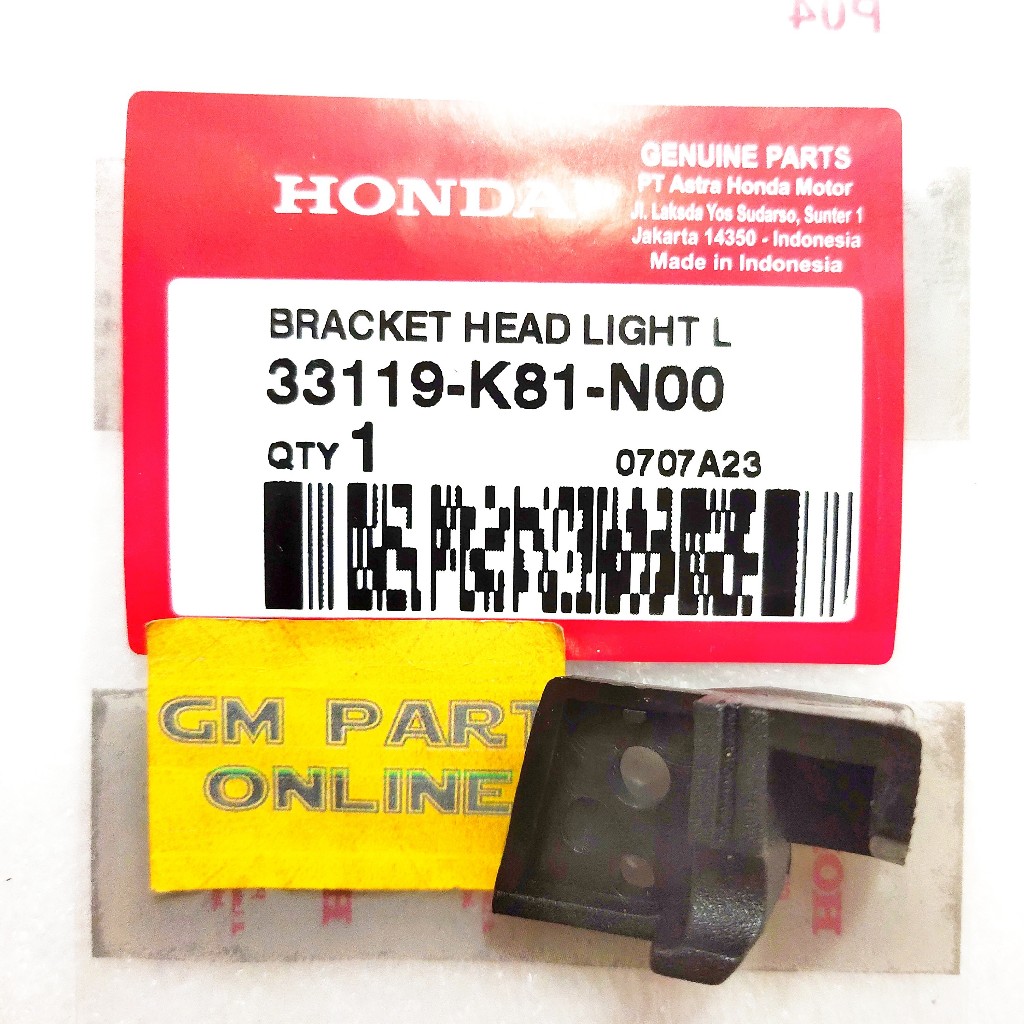 P04
HONDA
GENUINE PARTS
PT Astra Honda Motor
Jl. Laksda Yos Sudarso, Sunter 1
Jakarta 14350 - Indonesia
Made in Indonesia
BRACKET HEAD LIGHT L
33119-K81-N00
QTY 1
0707A23
GM PART
ONLINE